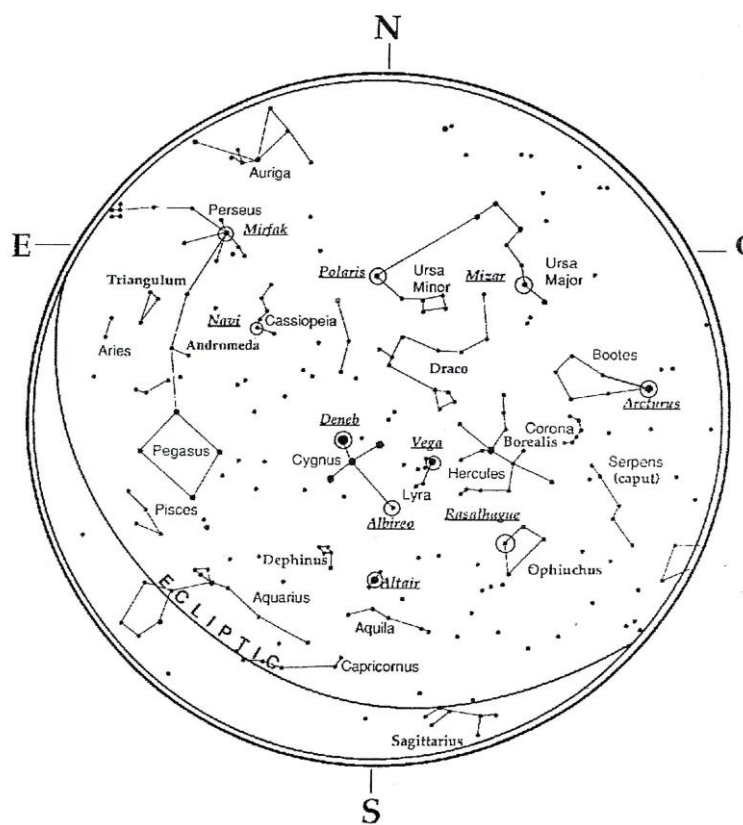 N
Auriga
Perseus
Mirfak
E
O
Triangulum
Polaris
Ursa
Minor
Mizar
Ursa
Major
Navi
Cassiopeia
Andromeda
Aries
Draco
Bootes
Arcturus
Deneb
Vega
Corona
Borealis
Pegasus
Cygnus
Hercules
Serpens
(caput)
Lyra
Pisces
Albireo
Rasalhague
Dephinus
Altair
Ophiuchus
Aquarius
ECLIPTIC
Aquila
Capricornus
Sagittarius
S